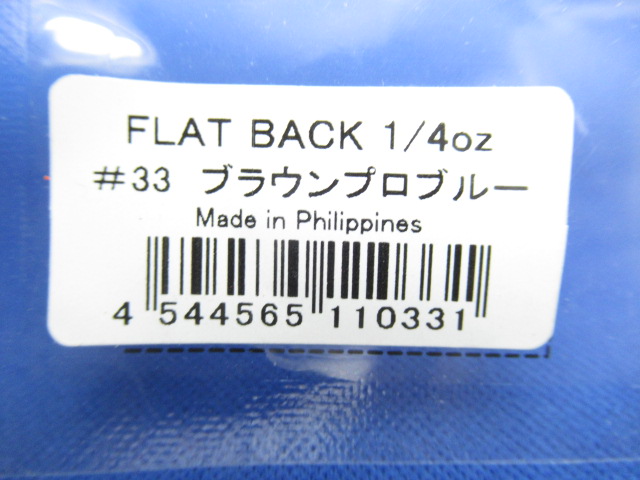 FLAT BACK 1/4oz
#33 ブラウンプロブルー
Made in Philippines
4 544565 110331